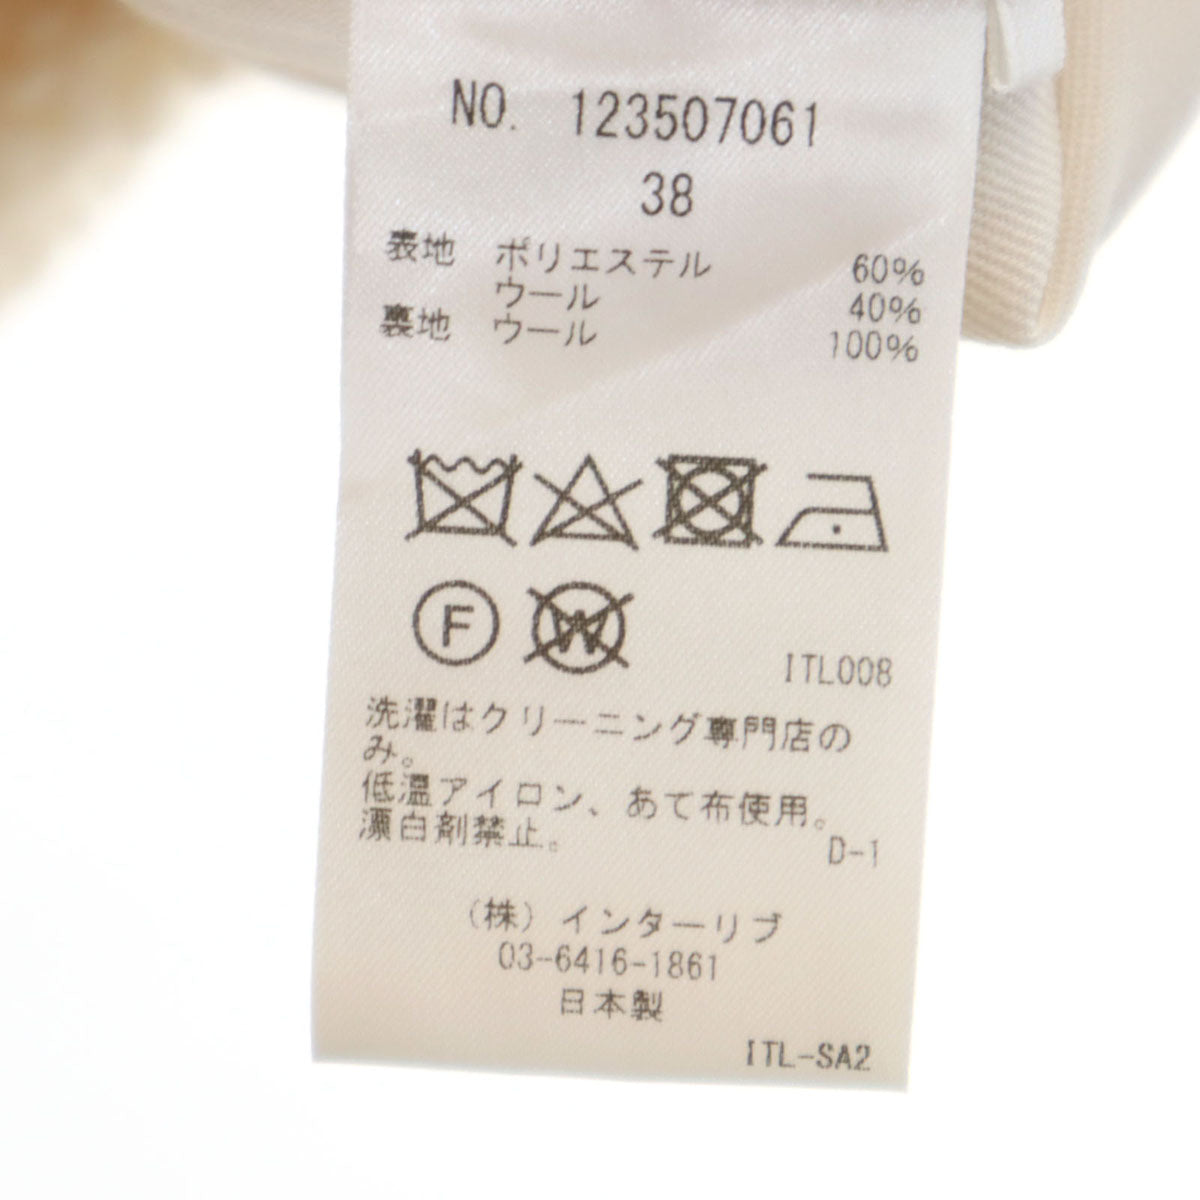 NO. 123507061
38
表地 ポリエステル 60%
ウール 40%
裏地 ウール 100%
F W
ITL008
洗濯はクリーニング専門店の
み。
低温アイロン、あて布使用。
漂白剤禁止。
D-1
(株)インターリブ
03-6416-1861
日本製
ITL-SA2